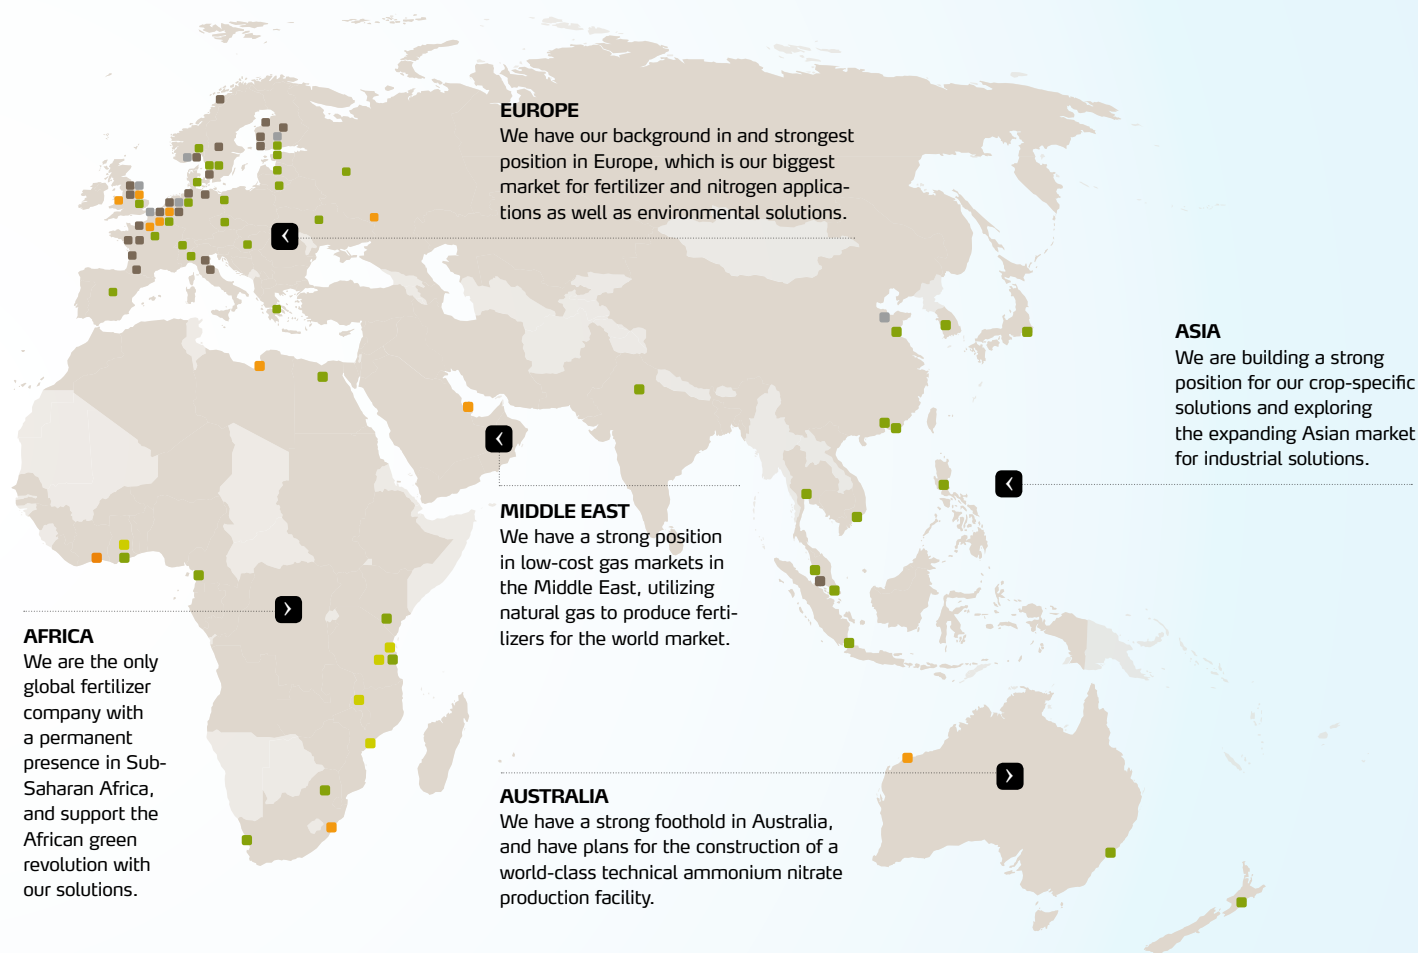 EUROPE
We have our background in and strongest
position in Europe, which is our biggest
market for fertilizer and nitrogen applica-
tions as well as environmental solutions.
ASIA
We are building a strong
position for our crop-specific
solutions and exploring
the expanding Asian market
for industrial solutions.
MIDDLE EAST
We have a strong position
in low-cost gas markets in
the Middle East, utilizing
natural gas to produce ferti-
lizers for the world market.
AFRICA
We are the only
global fertilizer
company with
a permanent
presence in Sub-
Saharan Africa,
and support the
African green
revolution with
our solutions.
AUSTRALIA
We have a strong foothold in Australia,
and have plans for the construction of a
world-class technical ammonium nitrate
production facility.